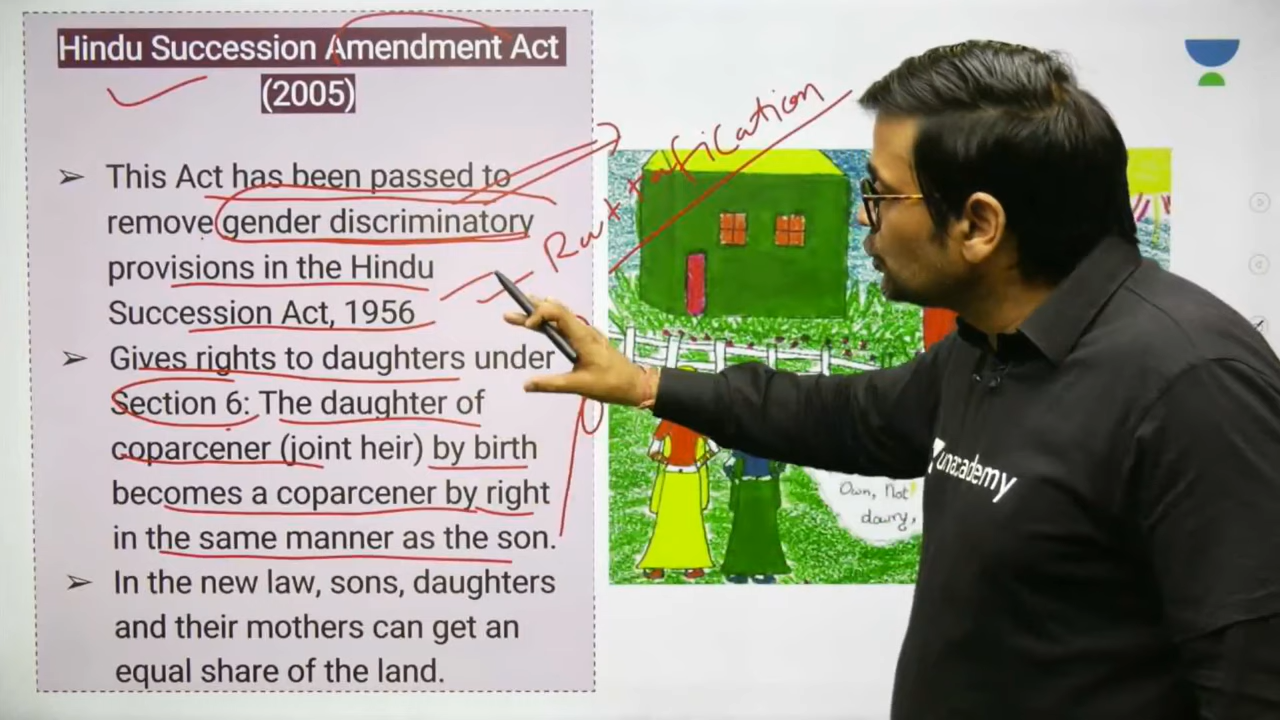 Hindu Succession Amendment Act
(2005)
➢ This Act has been passed to
remove gender discriminatory
provisions in the Hindu
Succession Act, 1956
➢ Gives rights to daughters under
Section 6: The daughter of
coparcener (joint heir) by birth
becomes a coparcener by right
in the same manner as the son.
➢ In the new law, sons, daughters
and their mothers can get an
equal share of the land.
Own, Not
dowry,
unacademy